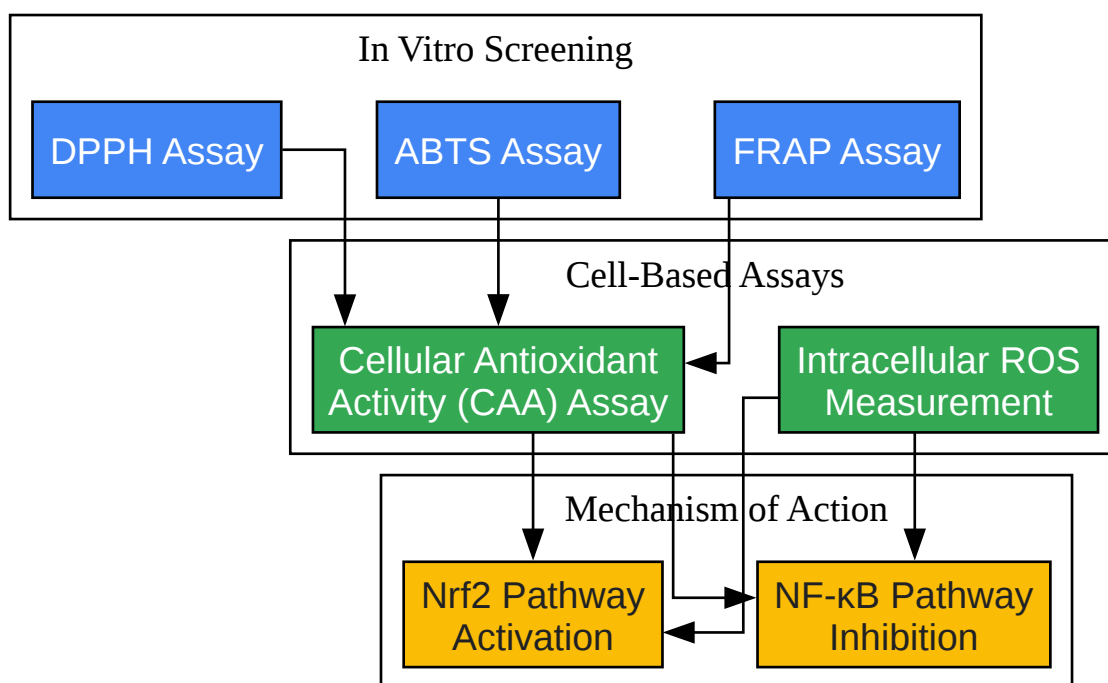 In Vitro Screening
DPPH Assay
ABTS Assay
FRAP Assay
Cell-Based Assays
Cellular Antioxidant
Activity (CAA) Assay
Intracellular ROS
Measurement
Mechanism of Action
Nrf2 Pathway
Activation
NF-κB Pathway
Inhibition